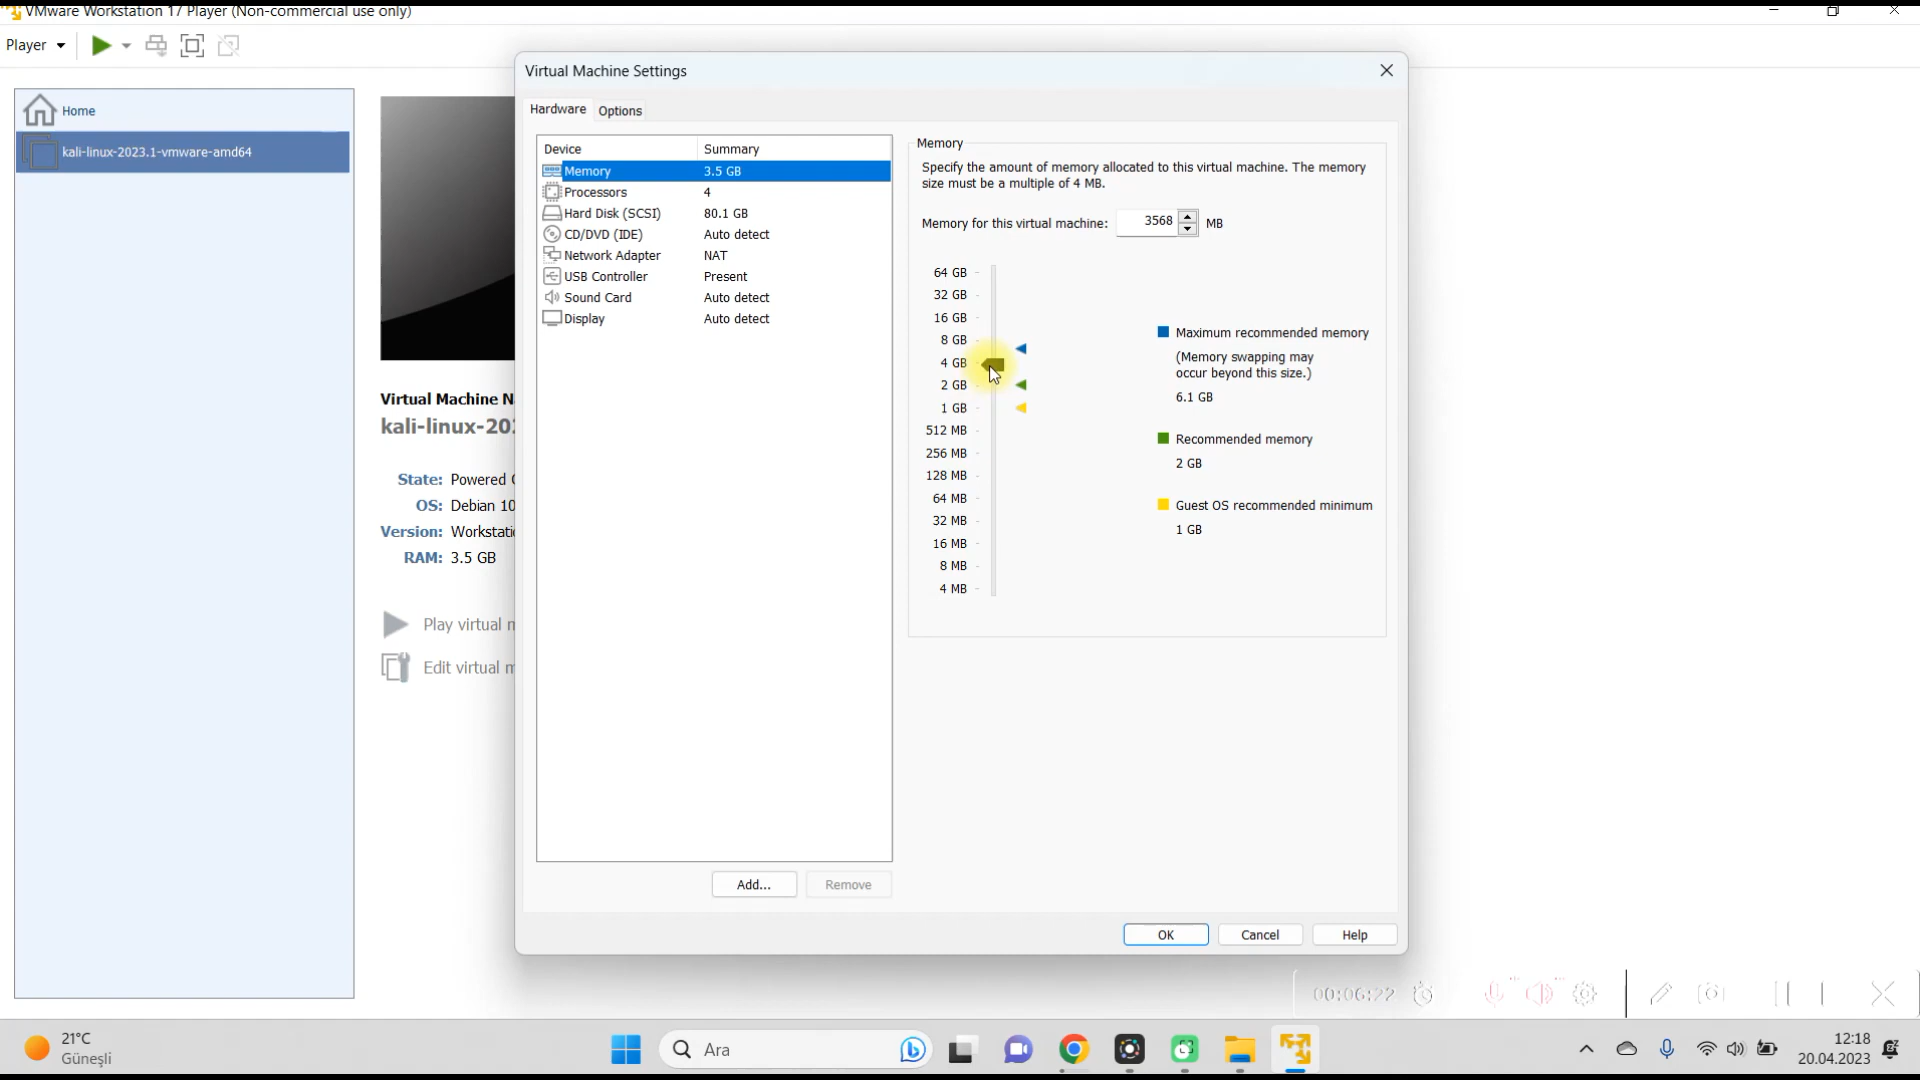 VMware Workstation 17 Player (Non-commercial use only)
Player
Home
kali-linux-2023.1-vmware-amd64
Virtual Machine N
kali-linux-202
State: Powered
OS: Debian 10
Version: Workstati
RAM: 3.5 GB
Play virtual m
Edit virtual m
Virtual Machine Settings
Hardware
Options
Device Summary
Memory 3.5 GB
Processors 4
Hard Disk (SCSI) 80.1 GB
CD/DVD (IDE) Auto detect
Network Adapter NAT
USB Controller Present
Sound Card Auto detect
Display Auto detect
Add...
Remove
Memory
Specify the amount of memory allocated to this virtual machine. The memory
size must be a multiple of 4 MB.
Memory for this virtual machine: 3568 MB
64 GB
32 GB
16 GB
8 GB
4 GB
2 GB
1 GB
512 MB
256 MB
128 MB
64 MB
32 MB
16 MB
8 MB
4 MB
Maximum recommended memory
(Memory swapping may
occur beyond this size.)
6.1 GB
Recommended memory
2 GB
Guest OS recommended minimum
1 GB
OK
Cancel
Help
00:06:22
21°C
Güneşli
Ara
12:18
20.04.2023